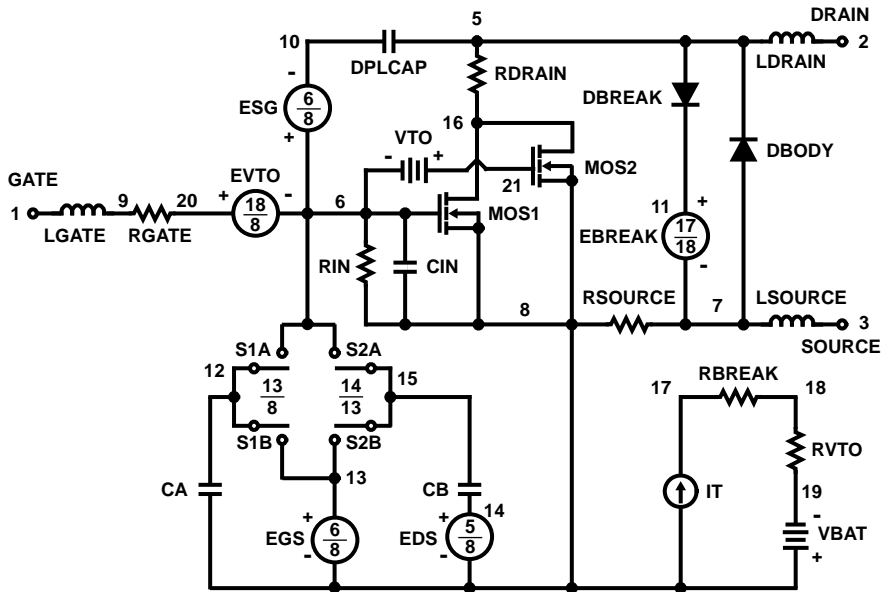 5
DRAIN
10
2
DPLCAP
RDRAIN
LDRAIN
-
ESG
6
8
+
DBREAK
16
VTO
-
+
DBODY
MOS2
GATE
EVTO
9
20
+
18
8
-
6
21
1
LGATE
RGATE
MOS1
11
+
EBREAK
17
18
-
RIN
CIN
8
RSOURCE
7
LSOURCE
3
SOURCE
S1A
S2A
12
13
8
14
13
15
RBREAK
17
18
S1B
S2B
RVTO
13
CA
CB
14
IT
19
-
VBAT
+
+
EGS
6
8
-
+
EDS
5
8
-